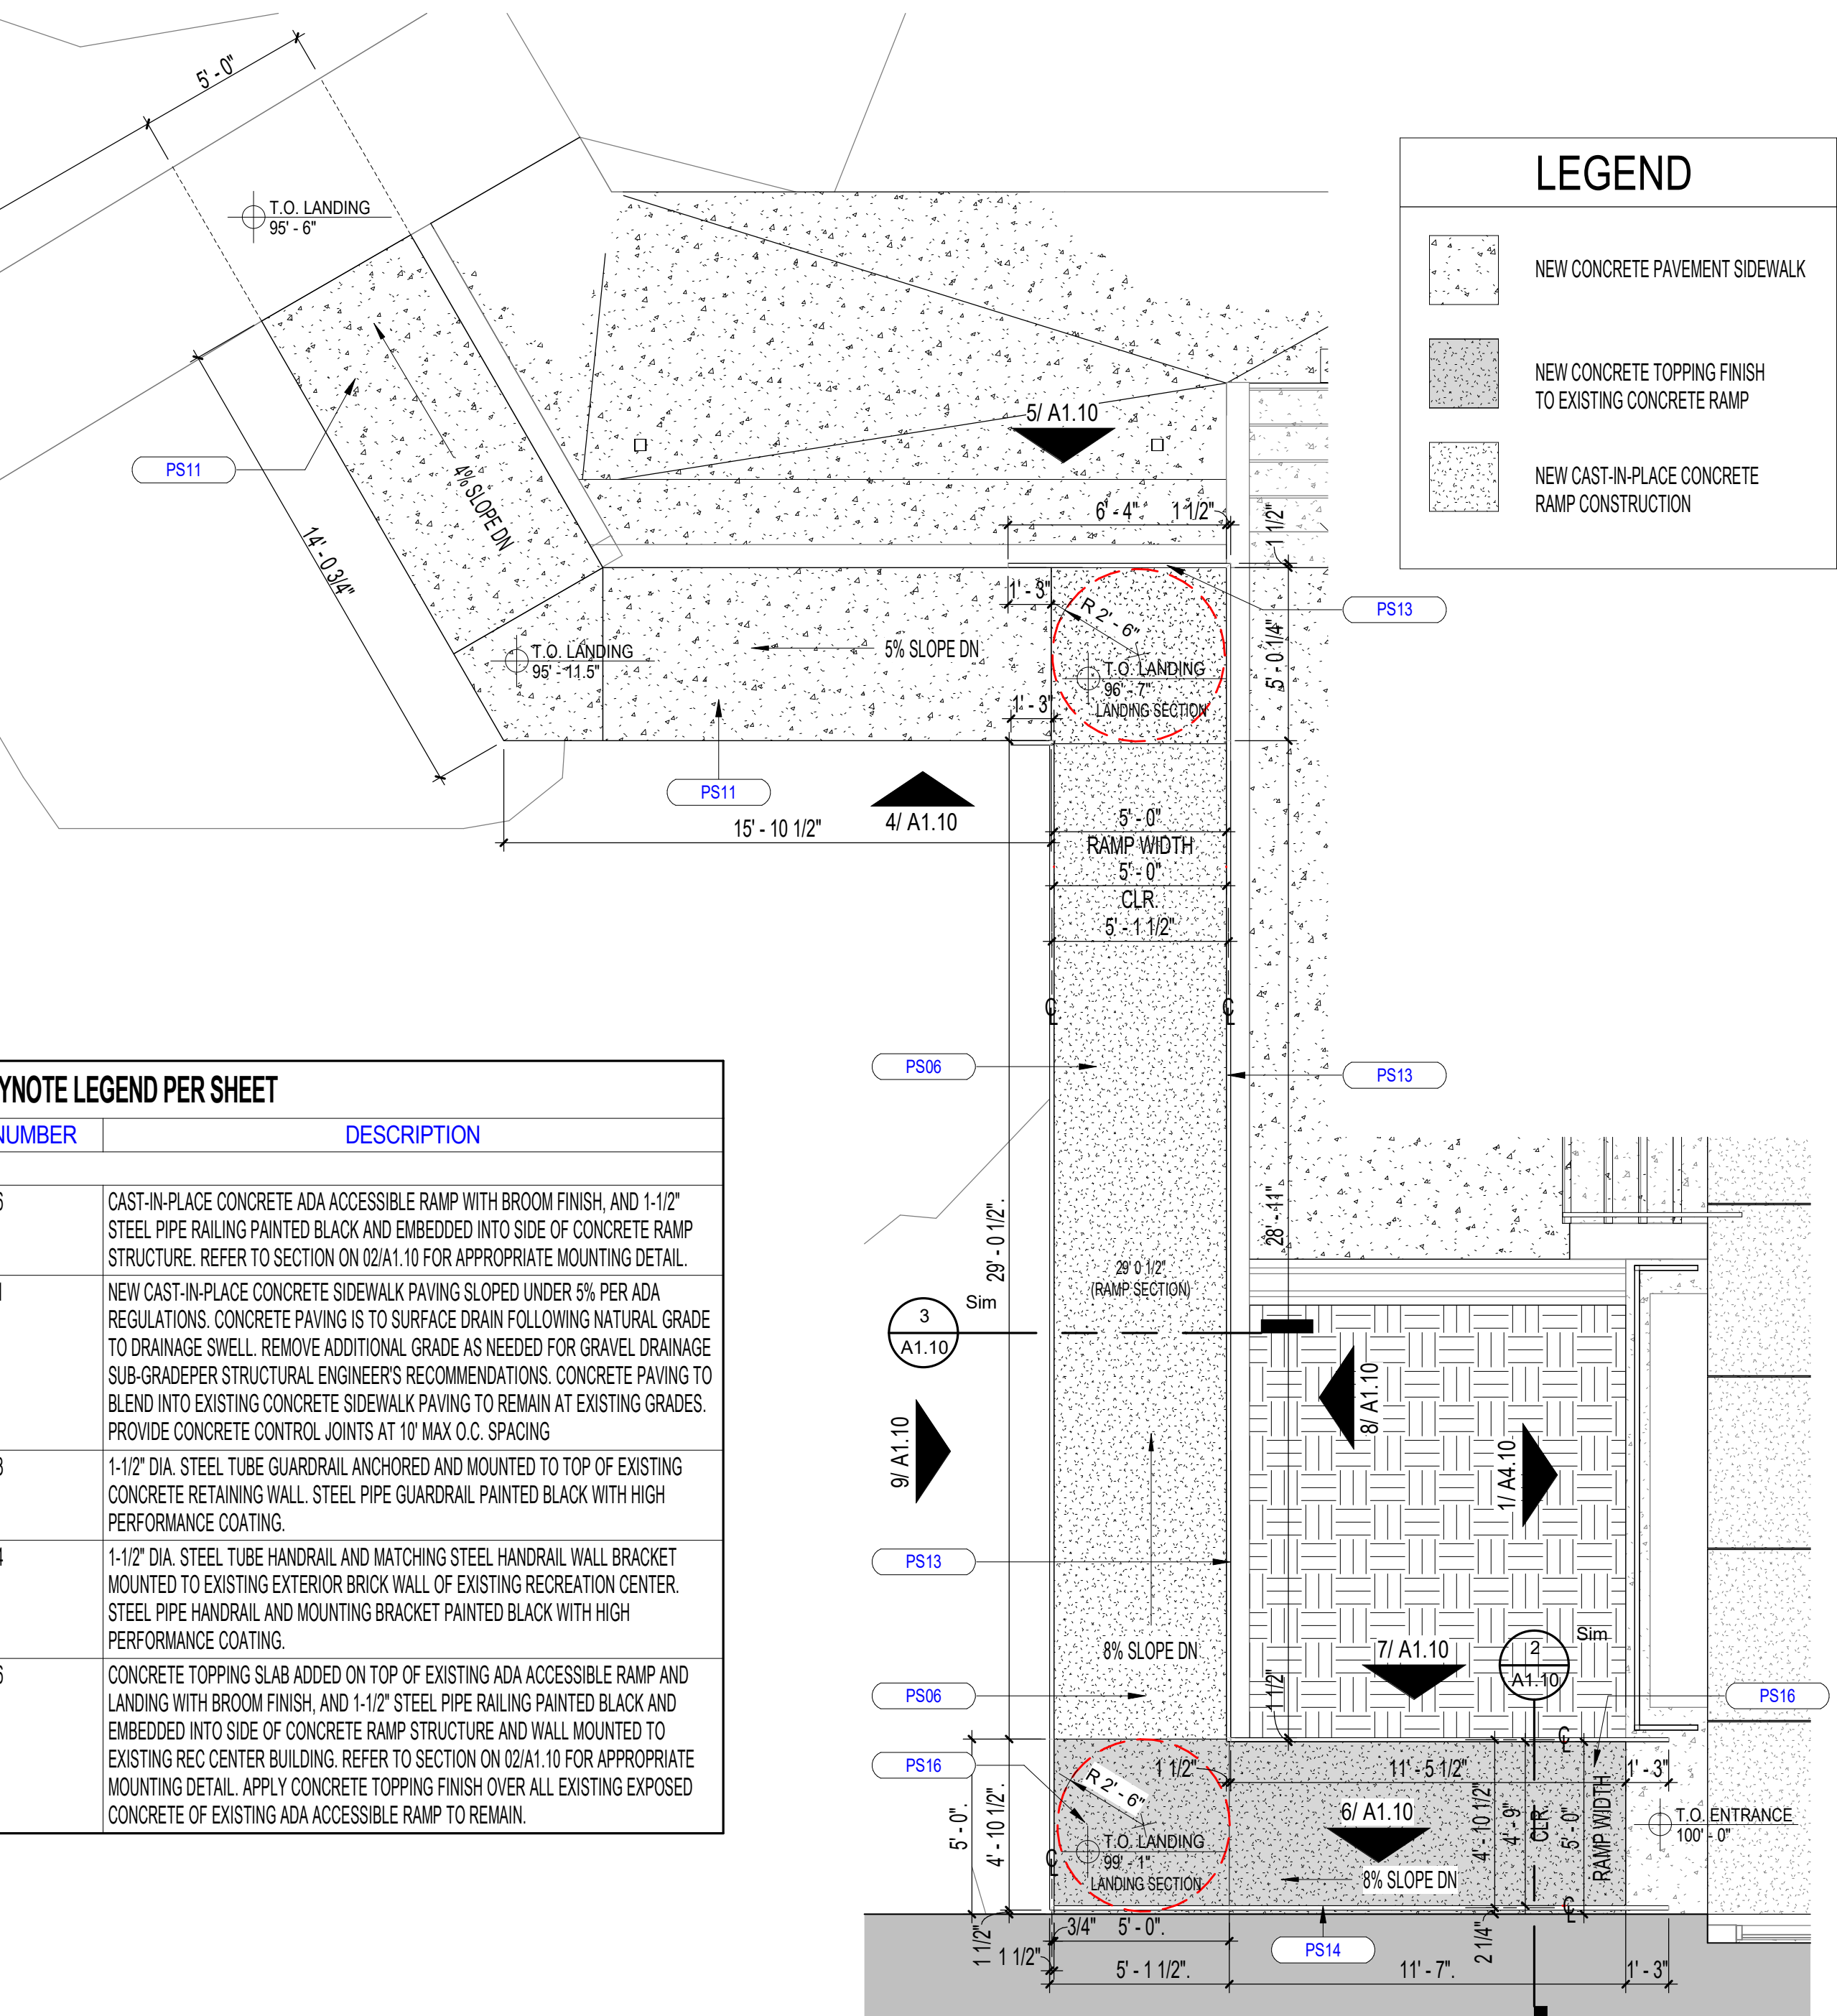 5' - 0"
T.O. LANDING
95' - 6"
PS11
4% SLOPE DN
14' - 0 3/4"
LEGEND
NEW CONCRETE PAVEMENT SIDEWALK
NEW CONCRETE TOPPING FINISH
TO EXISTING CONCRETE RAMP
NEW CAST-IN-PLACE CONCRETE
RAMP CONSTRUCTION
5/ A1.10
6' - 4"
1 1/2"
1 1/2"
PS13
1' - 3"
R 2' - 6"
5' - 0 1/4"
T.O. LANDING
95' - 11.5"
5% SLOPE DN
T.O. LANDING
96' - 7"
LANDING SECTION
1' - 3"
PS11
15' - 10 1/2"
4/ A1.10
5' - 0"
RAMP WIDTH
5' - 0"
CLR.
5' - 1 1/2"
CL
CL
PS06
PS13
29' - 0 1/2".
28' - 11"
29' 0 1/2"
(RAMP SECTION)
3
A1.10
Sim
9/ A1.10
8/ A1.10
1/ A4.10
PS13
8% SLOPE DN
7/ A1.10
2
A1.10
Sim
PS06
1 1/2"
PS16
PS16
CL
1 1/2"
11' - 5 1/2"
1' - 3"
R 2' - 6"
6/ A1.10
5' - 0".
4' - 10 1/2".
4' - 10 1/2"
4' - 9"
CLR.
5' - 0"
RAMP WIDTH
T.O. ENTRANCE
100' - 0"
CL
T.O. LANDING
99' - 1"
LANDING SECTION
8% SLOPE DN
CL
1 1/2"
1 1/2"
3/4"
5' - 0".
PS14
2 1/4"
5' - 1 1/2".
11' - 7".
1' - 3"
YNOTE LEGEND PER SHEET
NUMBER
DESCRIPTION
6
CAST-IN-PLACE CONCRETE ADA ACCESSIBLE RAMP WITH BROOM FINISH, AND 1-1/2"
STEEL PIPE RAILING PAINTED BLACK AND EMBEDDED INTO SIDE OF CONCRETE RAMP
STRUCTURE. REFER TO SECTION ON 02/A1.10 FOR APPROPRIATE MOUNTING DETAIL.
1
NEW CAST-IN-PLACE CONCRETE SIDEWALK PAVING SLOPED UNDER 5% PER ADA
REGULATIONS. CONCRETE PAVING IS TO SURFACE DRAIN FOLLOWING NATURAL GRADE
TO DRAINAGE SWELL. REMOVE ADDITIONAL GRADE AS NEEDED FOR GRAVEL DRAINAGE
SUB-GRADEPER STRUCTURAL ENGINEER'S RECOMMENDATIONS. CONCRETE PAVING TO
BLEND INTO EXISTING CONCRETE SIDEWALK PAVING TO REMAIN AT EXISTING GRADES.
PROVIDE CONCRETE CONTROL JOINTS AT 10' MAX O.C. SPACING
3
1-1/2" DIA. STEEL TUBE GUARDRAIL ANCHORED AND MOUNTED TO TOP OF EXISTING
CONCRETE RETAINING WALL. STEEL PIPE GUARDRAIL PAINTED BLACK WITH HIGH
PERFORMANCE COATING.
4
1-1/2" DIA. STEEL TUBE HANDRAIL AND MATCHING STEEL HANDRAIL WALL BRACKET
MOUNTED TO EXISTING EXTERIOR BRICK WALL OF EXISTING RECREATION CENTER.
STEEL PIPE HANDRAIL AND MOUNTING BRACKET PAINTED BLACK WITH HIGH
PERFORMANCE COATING.
6
CONCRETE TOPPING SLAB ADDED ON TOP OF EXISTING ADA ACCESSIBLE RAMP AND
LANDING WITH BROOM FINISH, AND 1-1/2" STEEL PIPE RAILING PAINTED BLACK AND
EMBEDDED INTO SIDE OF CONCRETE RAMP STRUCTURE AND WALL MOUNTED TO
EXISTING REC CENTER BUILDING. REFER TO SECTION ON 02/A1.10 FOR APPROPRIATE
MOUNTING DETAIL. APPLY CONCRETE TOPPING FINISH OVER ALL EXISTING EXPOSED
CONCRETE OF EXISTING ADA ACCESSIBLE RAMP TO REMAIN.